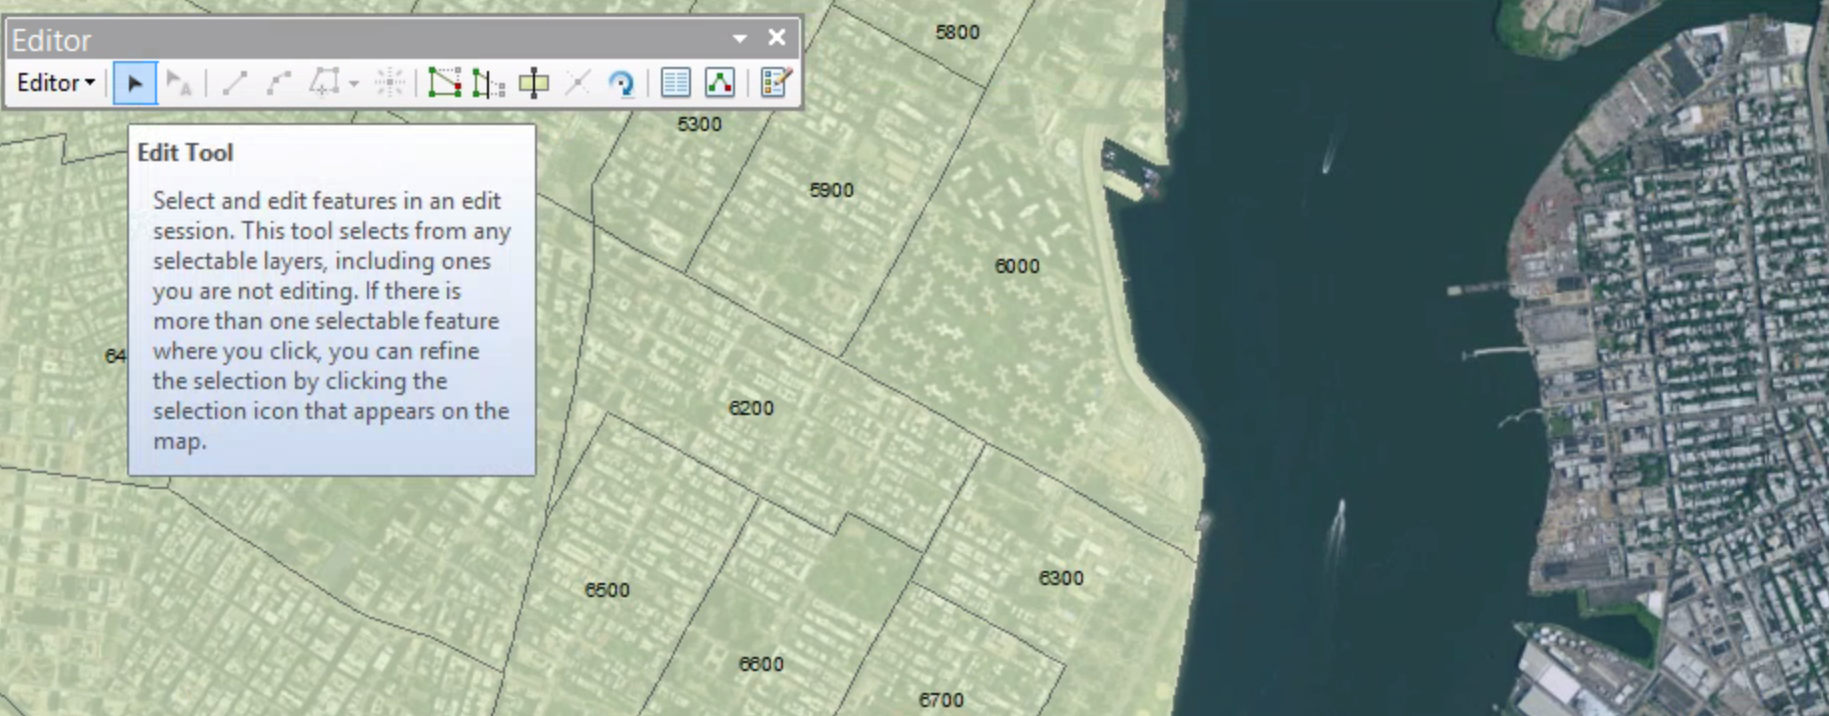 Editor
Editor
5800
5300
Edit Tool
Select and edit features in an edit
session. This tool selects from any
selectable layers, including ones
you are not editing. If there is
more than one selectable feature
where you click, you can refine
the selection by clicking the
selection icon that appears on the
map.
5900
6000
64
6200
6500
6300
6600
6700